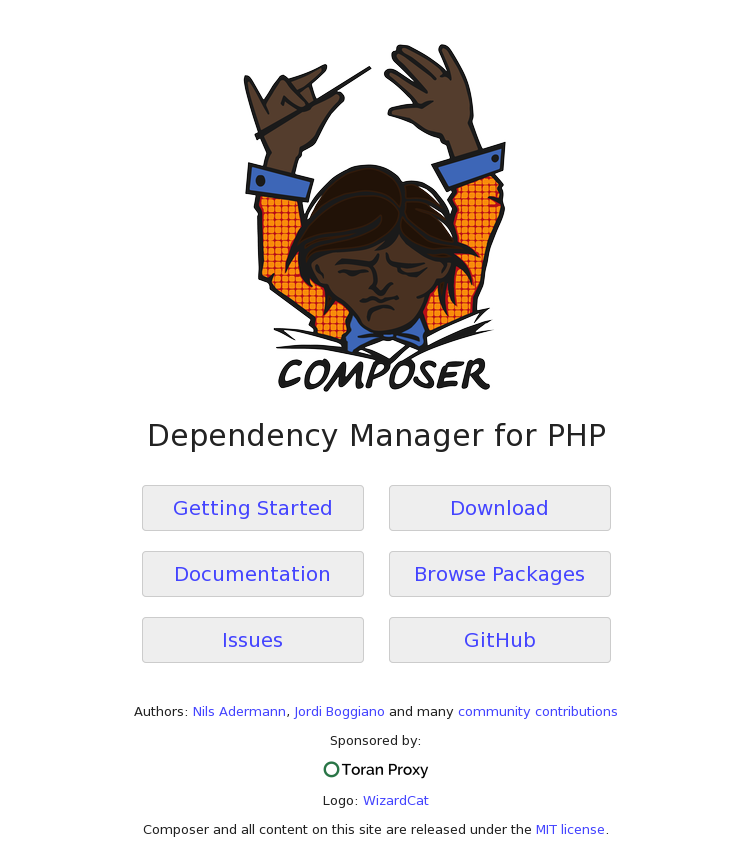 COMPOSER
Dependency Manager for PHP
Getting Started
Download
Documentation
Browse Packages
Issues
GitHub
Authors: Nils Adermann, Jordi Boggiano and many community contributions
Sponsored by:
Toran Proxy
Logo: WizardCat
Composer and all content on this site are released under the MIT license.